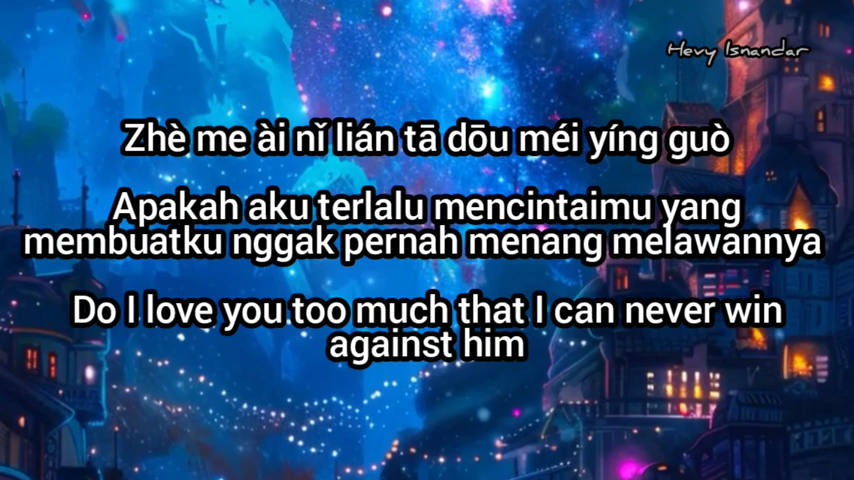 Hevy Isnandar
Zhè me ài nǐ lián tā dōu méi yíng guò
Apakah aku terlalu mencintaimu yang
membuatku nggak pernah menang melawannya
Do I love you too much that I can never win
against him